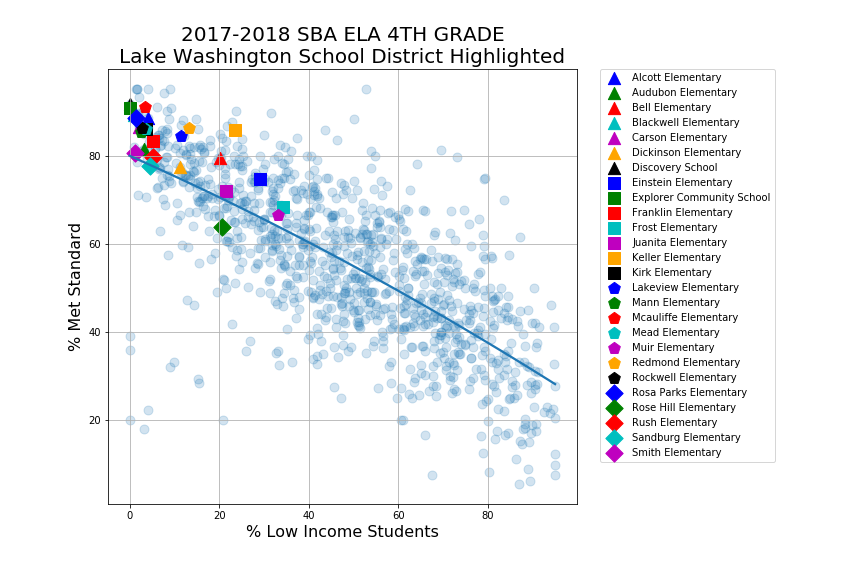 2017-2018 SBA ELA 4TH GRADE
Lake Washington School District Highlighted
% Met Standard
80
60
40
20
0
20
40
60
80
% Low Income Students
Alcott Elementary
Audubon Elementary
Bell Elementary
Blackwell Elementary
Carson Elementary
Dickinson Elementary
Discovery School
Einstein Elementary
Explorer Community School
Franklin Elementary
Frost Elementary
Juanita Elementary
Keller Elementary
Kirk Elementary
Lakeview Elementary
Mann Elementary
Mcauliffe Elementary
Mead Elementary
Muir Elementary
Redmond Elementary
Rockwell Elementary
Rosa Parks Elementary
Rose Hill Elementary
Rush Elementary
Sandburg Elementary
Smith Elementary